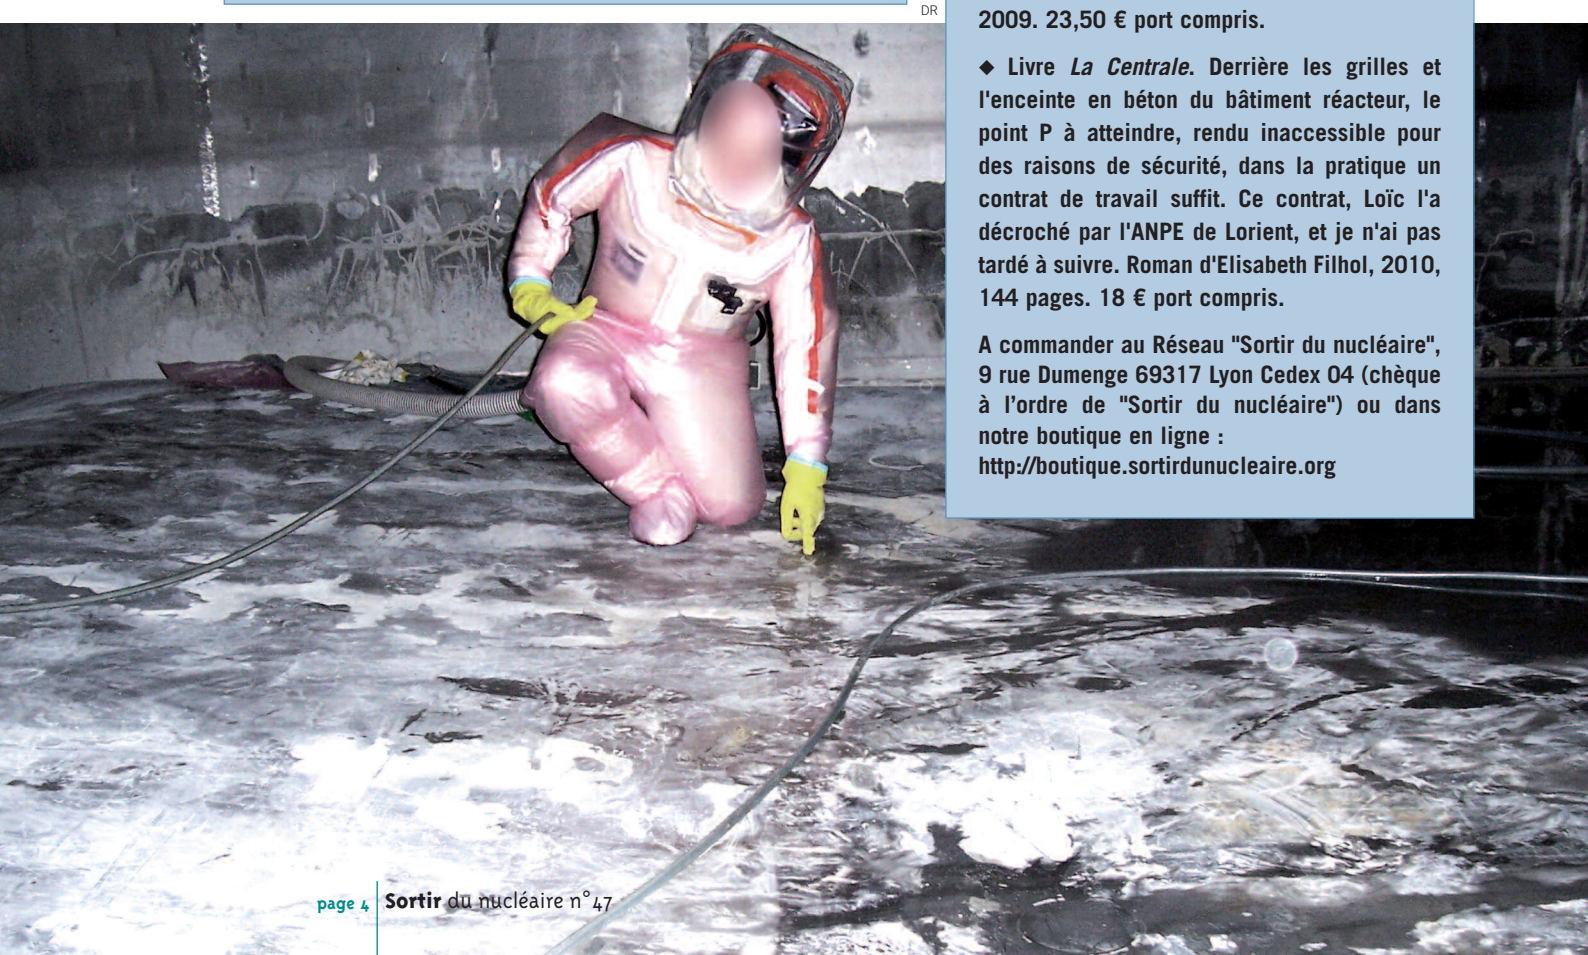 DR
2009. 23,50 € port compris.
◆ Livre La Centrale. Derrière les grilles et
l'enceinte en béton du bâtiment réacteur, le
point P à atteindre, rendu inaccessible pour
des raisons de sécurité, dans la pratique un
contrat de travail suffit. Ce contrat, Loïc l'a
décroché par l'ANPE de Lorient, et je n'ai pas
tardé à suivre. Roman d'Elisabeth Filhol, 2010,
144 pages. 18 € port compris.
A commander au Réseau "Sortir du nucléaire",
9 rue Dumenge 69317 Lyon Cedex 04 (chèque
à l’ordre de "Sortir du nucléaire") ou dans
notre boutique en ligne :
http://boutique.sortirdunucleaire.org
page 4 Sortir du nucléaire n°47